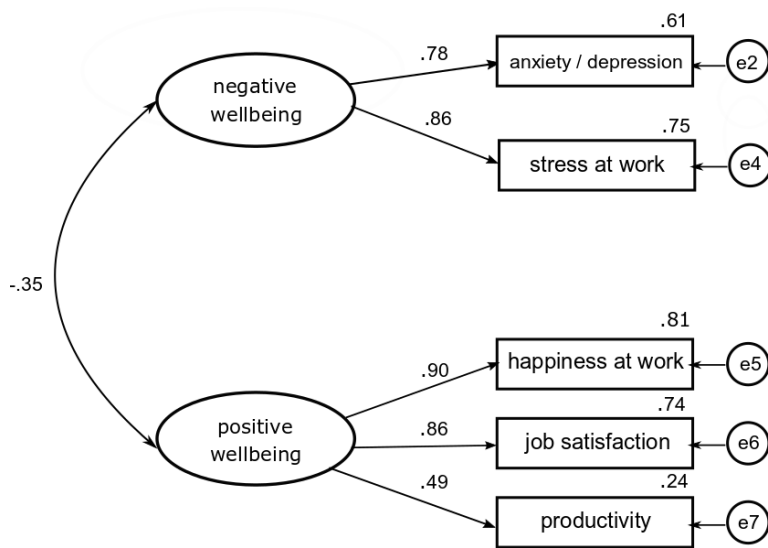 .61
.78
anxiety / depression
e2
negative
wellbeing
.86
.75
stress at work
e4
-.35
.81
happiness at work
e5
.90
.74
positive
wellbeing
.86
job satisfaction
e6
.49
.24
productivity
e7